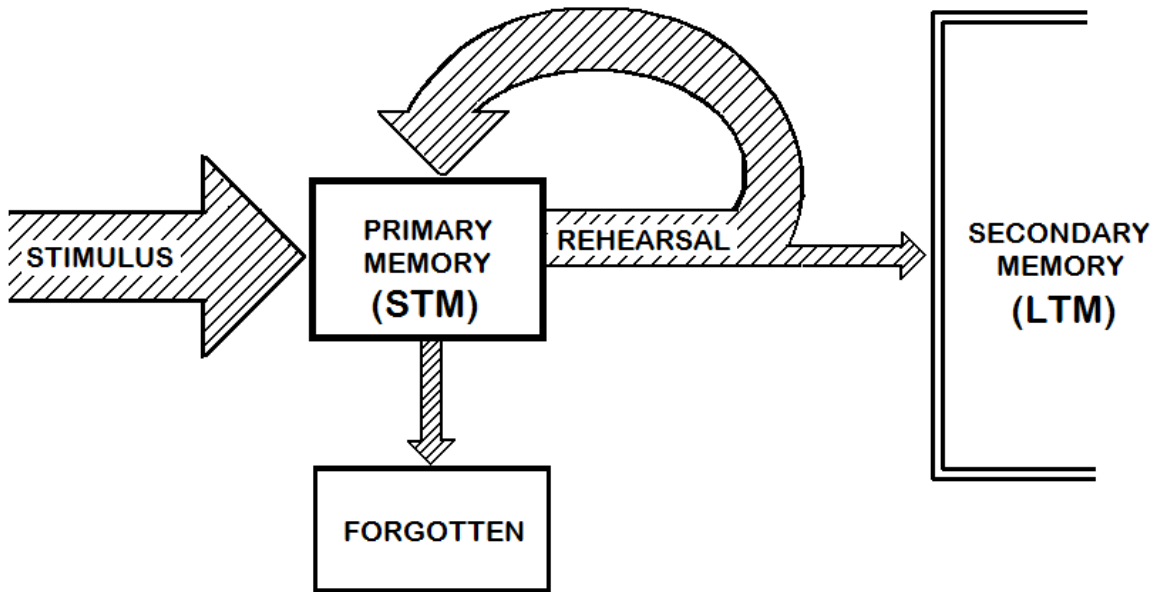 STIMULUS
PRIMARY
MEMORY
(STM)
REHEARSAL
SECONDARY
MEMORY
(LTM)
FORGOTTEN